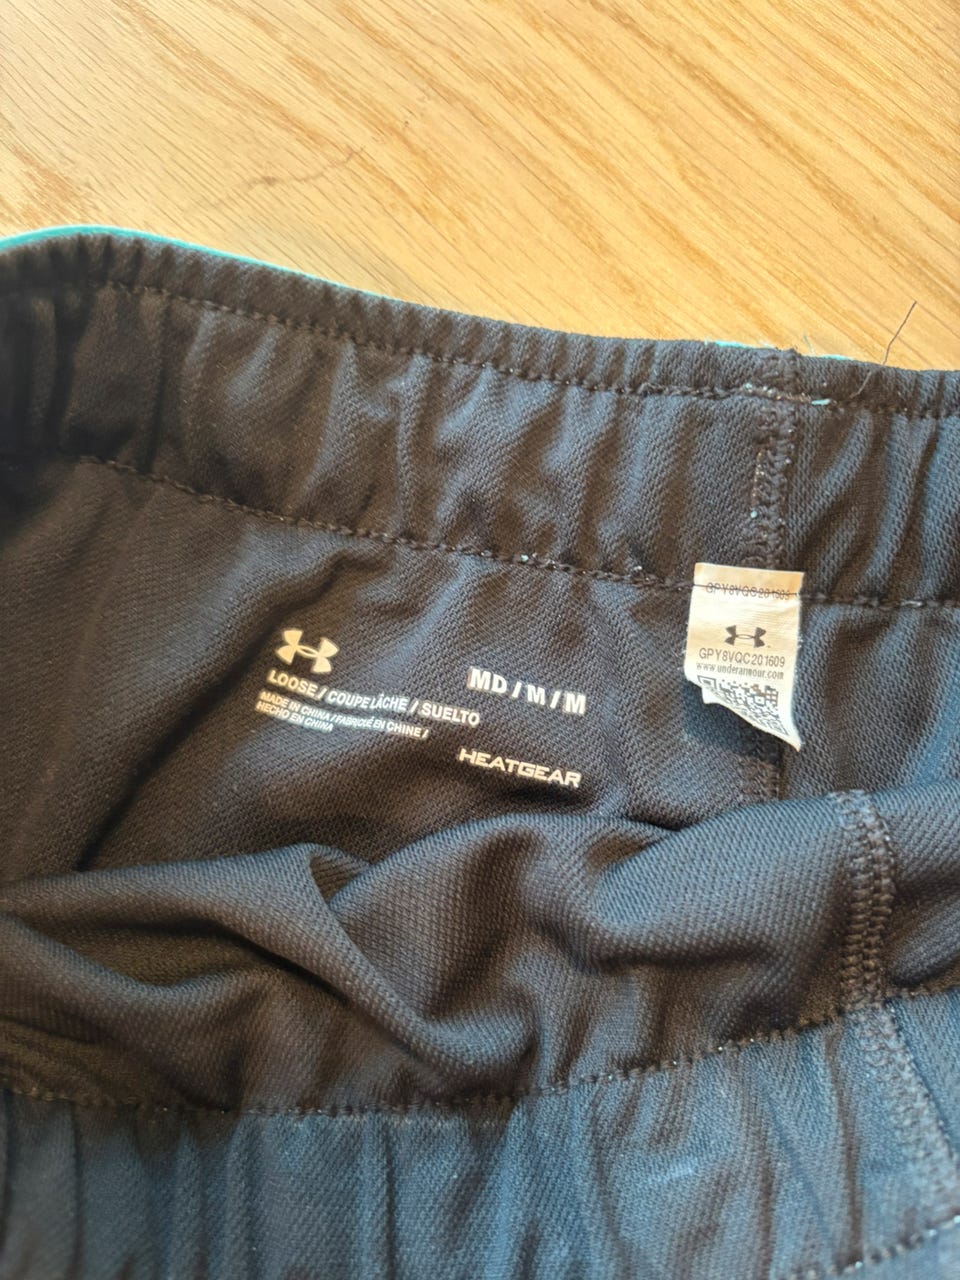 LOOSE / COUPE LÂCHE / SUELTO
MADE IN CHINA / FABRIQUÉ EN CHINE /
HECHO EN CHINA
MD / M / M
HEATGEAR
GPY8VQC201609
GPY8VQC201609
www.underarmour.com